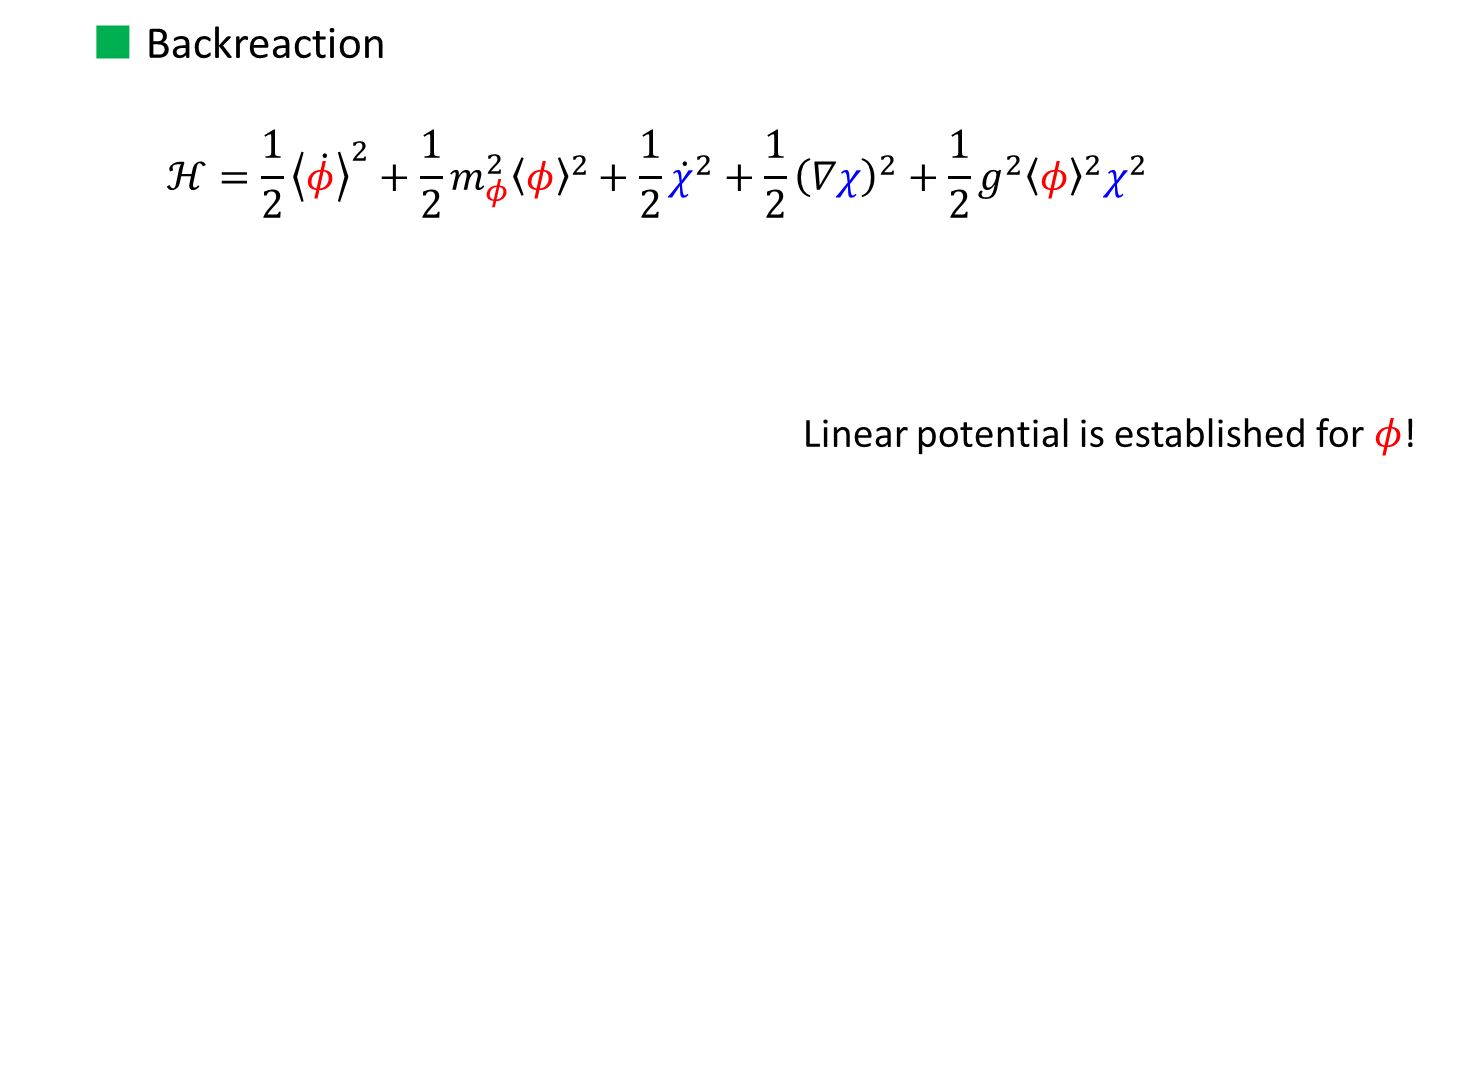 Backreaction
ℋ = 1/2 ⟨ϕ̇⟩² + 1/2 m_ϕ² ⟨ϕ⟩² + 1/2 χ̇² + 1/2 (∇χ)² + 1/2 g² ⟨ϕ⟩² χ²
Linear potential is established for ϕ!